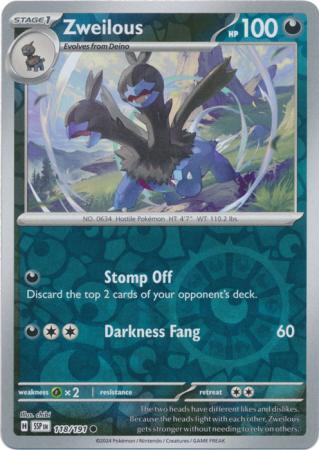 STAGE 1
Zweilous
HP 100
Evolves from Deino
NO. 0634 Hostile Pokémon HT: 4'7" WT: 110.2 lbs.
Stomp Off
Discard the top 2 cards of your opponent's deck.
Darkness Fang 60
weakness ×2 resistance retreat
Illus. chibi
H SSP EN 118/191
The two heads have different likes and dislikes.
Because the heads fight with each other, Zweilous
gets stronger without needing to rely on others.
©2024 Pokémon / Nintendo / Creatures / GAME FREAK